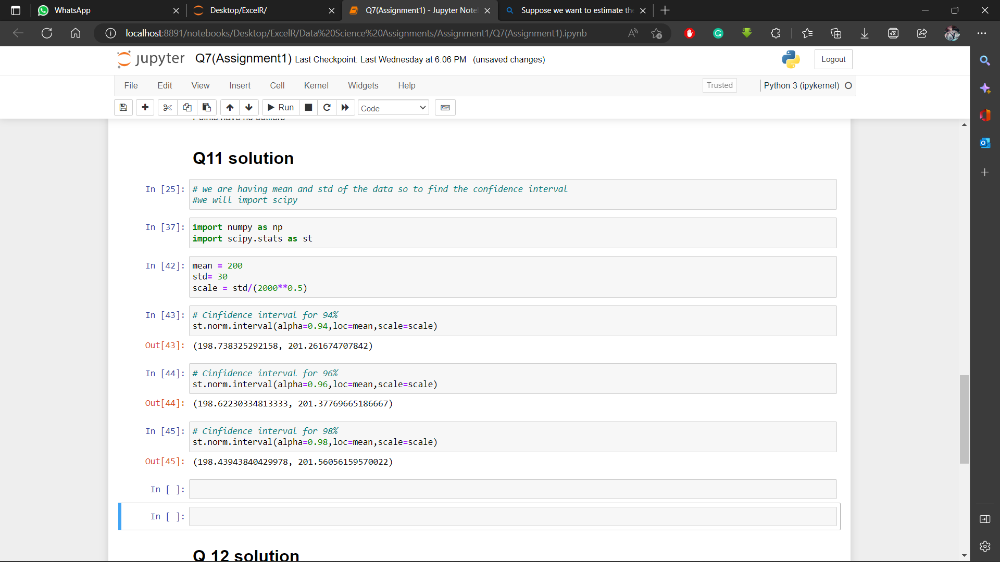 WhatsApp
Desktop/ExcelR/
Q7(Assignment1) - Jupyter Note
Suppose we want to estimate the
localhost:8891/notebooks/Desktop/ExcelR/Data%20Science%20Assignments/Assignment1/Q7(Assignment1).ipynb
jupyter Q7(Assignment1) Last Checkpoint: Last Wednesday at 6:06 PM (unsaved changes)
Logout
File Edit View Insert Cell Kernel Widgets Help
Trusted
Python 3 (ipykernel)
Run
Code
Points have no outliers
Q11 solution
In [25]: # we are having mean and std of the data so to find the confidence interval
#we will import scipy
In [37]: import numpy as np
import scipy.stats as st
In [42]: mean = 200
std= 30
scale = std/(2000**0.5)
In [43]: # Cinfidence interval for 94%
st.norm.interval(alpha=0.94,loc=mean,scale=scale)
Out[43]: (198.738325292158, 201.261674707842)
In [44]: # Cinfidence interval for 96%
st.norm.interval(alpha=0.96,loc=mean,scale=scale)
Out[44]: (198.62230334813333, 201.37769665186667)
In [45]: # Cinfidence interval for 98%
st.norm.interval(alpha=0.98,loc=mean,scale=scale)
Out[45]: (198.43943840429978, 201.56056159570022)
In [ ]:
In [ ]:
Q 12 solution